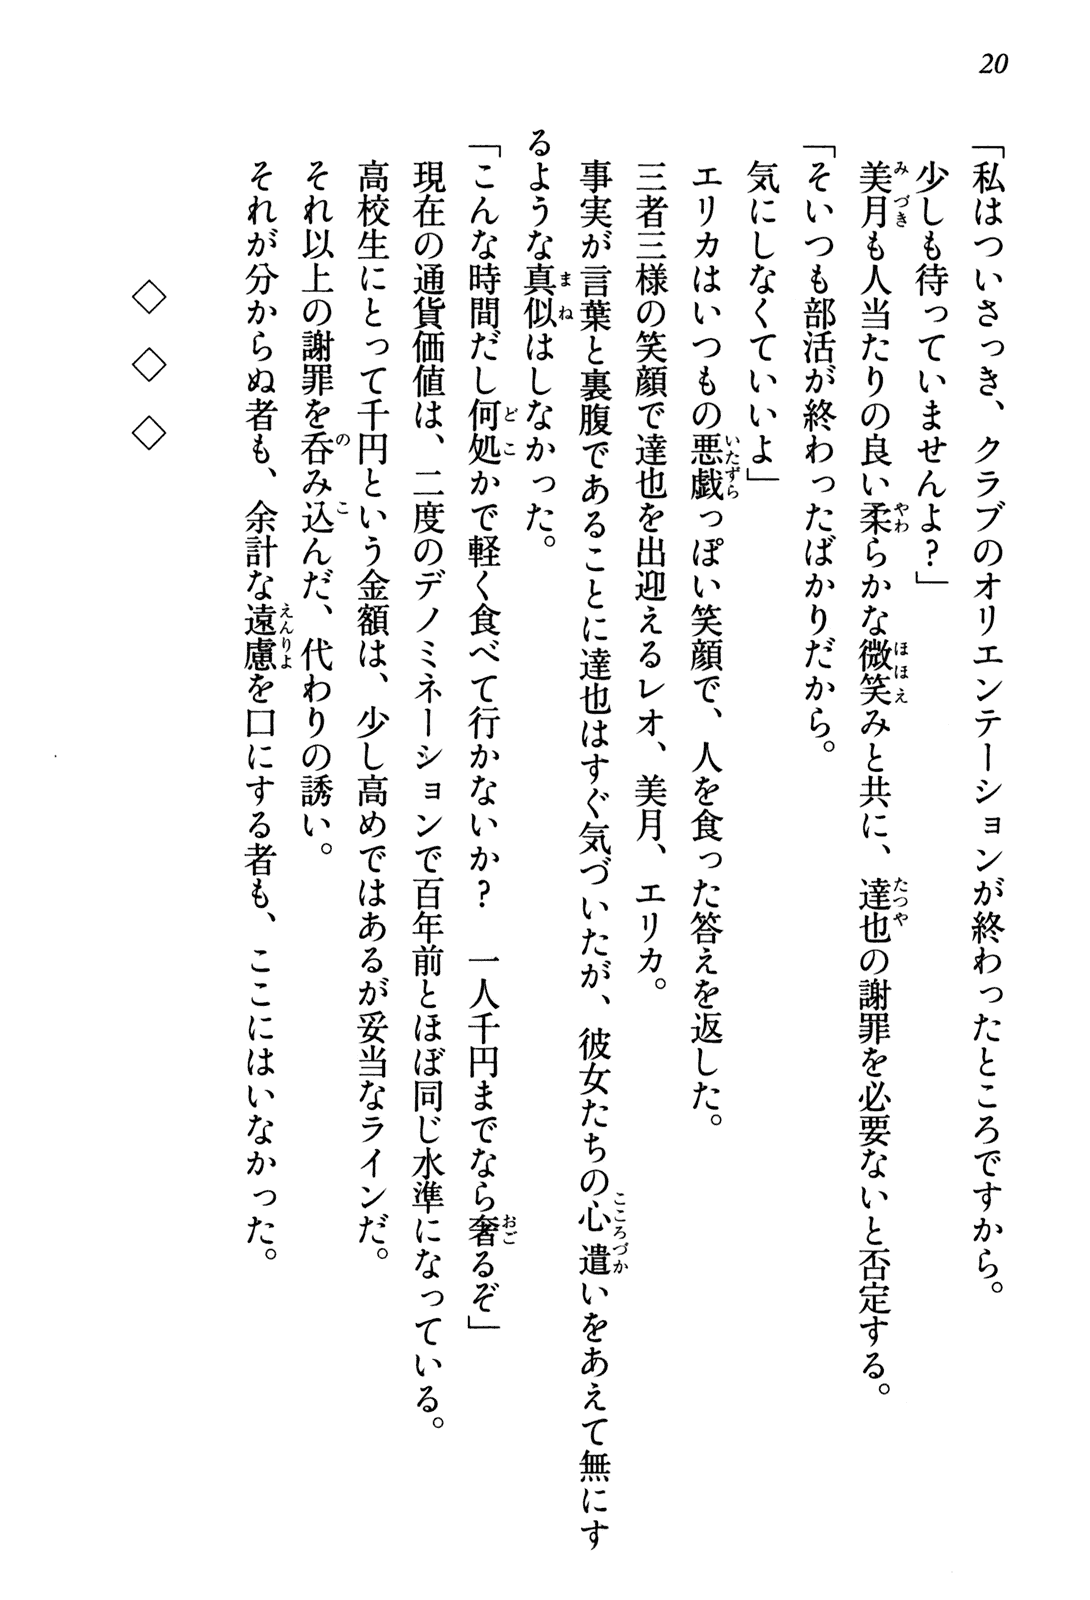 20
「私はついさっき、クラブのオリエンテーションが終わったところですから。
少しも待っていませんよ？」
美月も人当たりの良い柔らかな微笑みと共に、達也の謝罪を必要ないと否定する。
「そいつも部活が終わったばかりだから。
気にしなくていいよ」
エリカはいつもの悪戯っぽい笑顔で、人を食った答えを返した。
三者三様の笑顔で達也を出迎えるレオ、美月、エリカ。
事実が言葉と裏腹であることに達也はすぐ気づいたが、彼女たちの心遣いをあえて無にす
るような真似はしなかった。
「こんな時間だし何処かで軽く食べて行かないか？　一人千円までなら奢るぞ」
現在の通貨価値は、二度のデノミネーションで百年前とほぼ同じ水準になっている。
高校生にとって千円という金額は、少し高めではあるが妥当なラインだ。
それ以上の謝罪を呑み込んだ、代わりの誘い。
それが分からぬ者も、余計な遠慮を口にする者も、ここにはいなかった。
◇　◇　◇